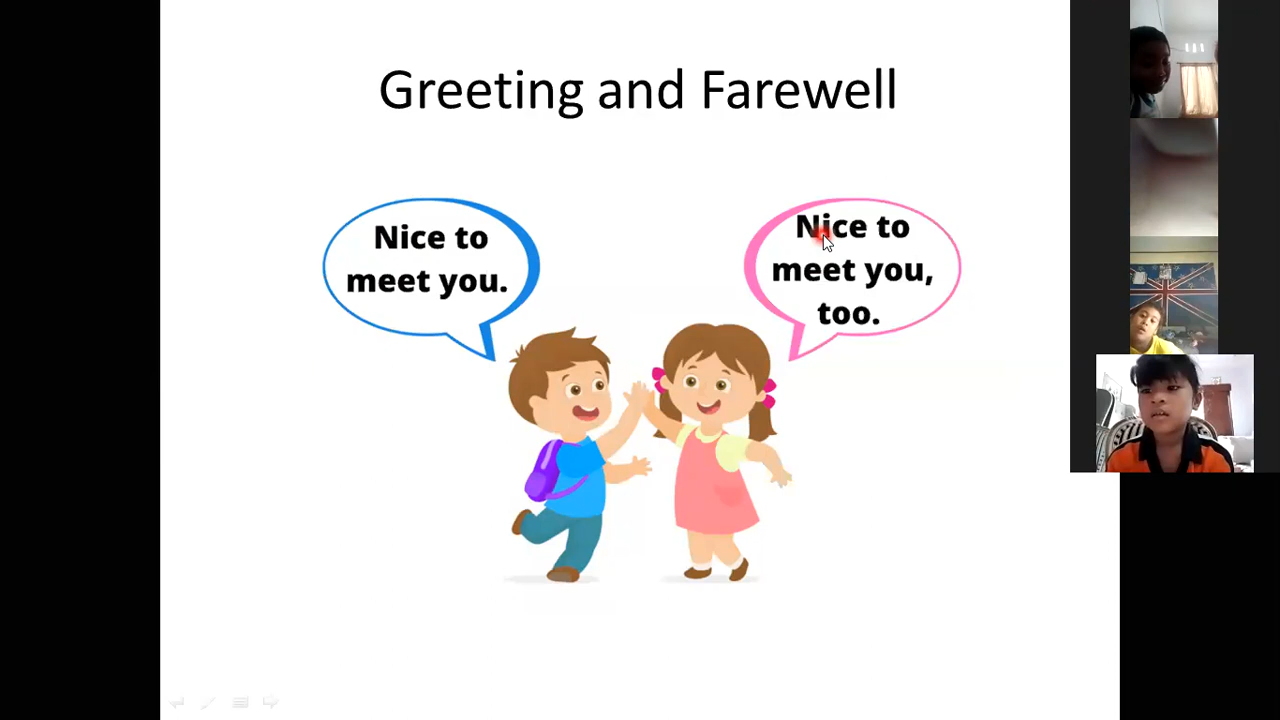 Greeting and Farewell
Nice to
meet you.
Nice to
meet you,
too.